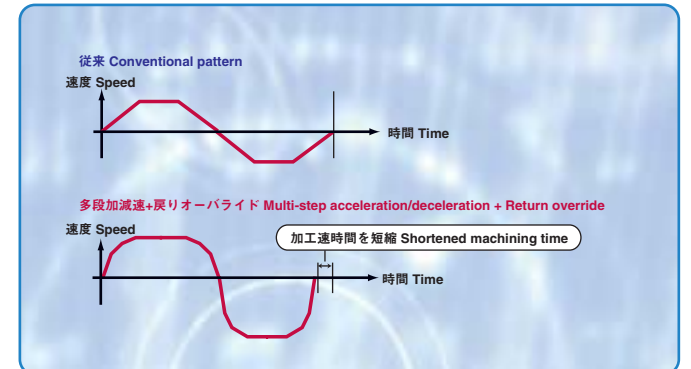 従来 Conventional pattern
速度 Speed
時間 Time
多段加減速+戻りオーバライド Multi-step acceleration/deceleration + Return override
速度 Speed
加工速時間を短縮 Shortened machining time
時間 Time